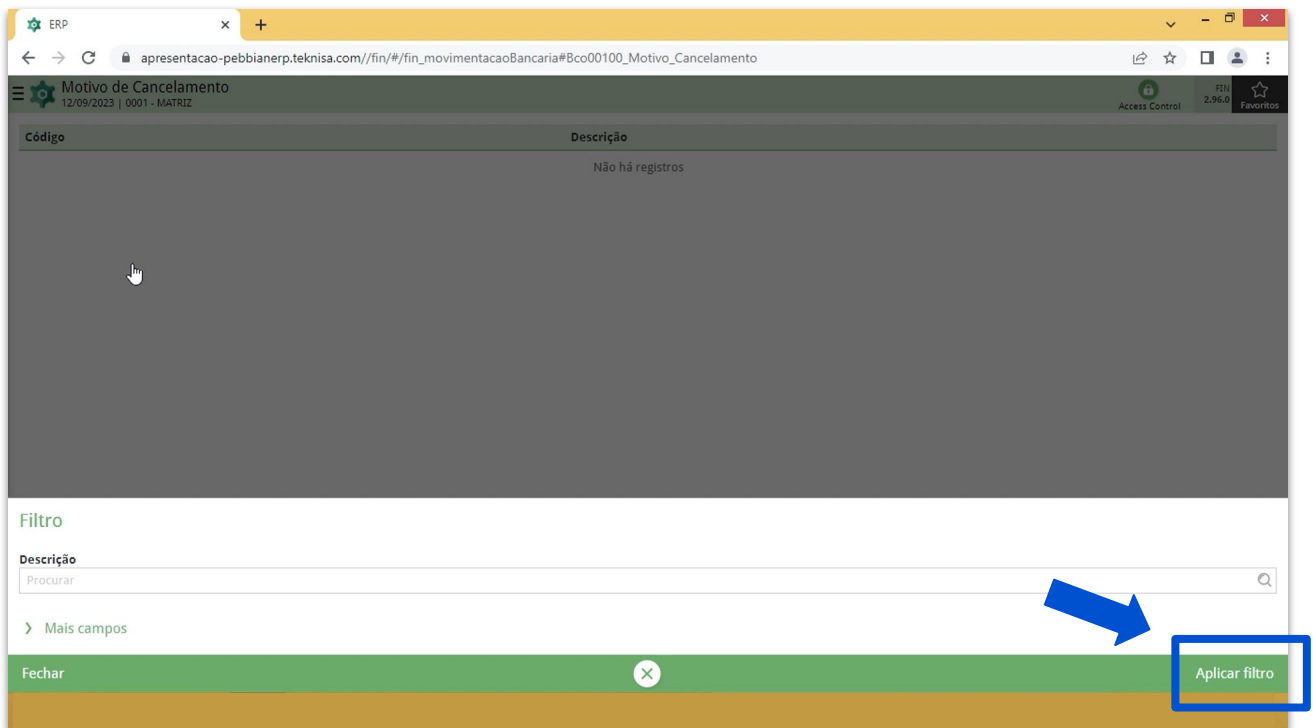 ERP
apresentacao-pebbianerp.teknisa.com//fin/#/fin_movimentacaoBancaria#Bco00100_Motivo_Cancelamento
Motivo de Cancelamento
12/09/2023 | 0001 - MATRIZ
Access Control
FIN
2.96.0
Favoritos
Código Descrição
Não há registros
Filtro
Descrição
Procurar
Mais campos
Fechar
Aplicar filtro